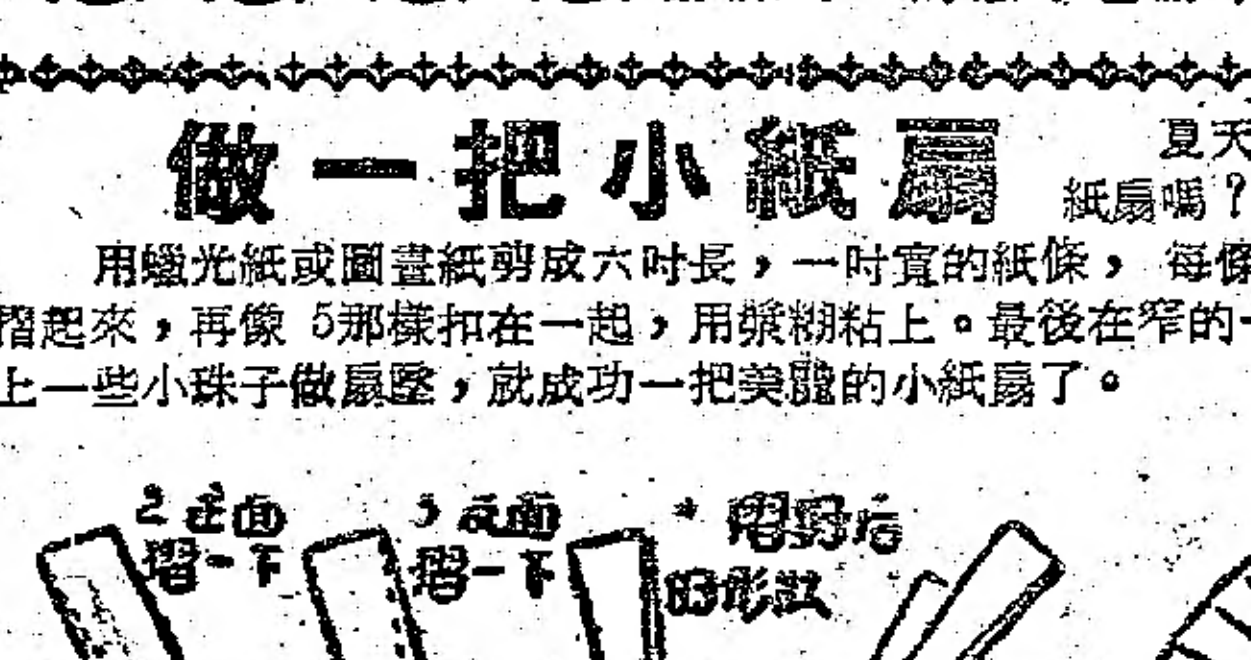 做一把小紙扇
夏天
紙扇嗎？
用蠟光紙或圖畫紙剪成六吋長，一吋寬的紙條，每條
摺起來，再像 5那樣扣在一起，用漿糊粘上。最後在窄的一
上一些小珠子做扇墜，就成功一把美麗的小紙扇了。
2 正面
摺一下
3 反面
摺一下
摺好后
的形狀